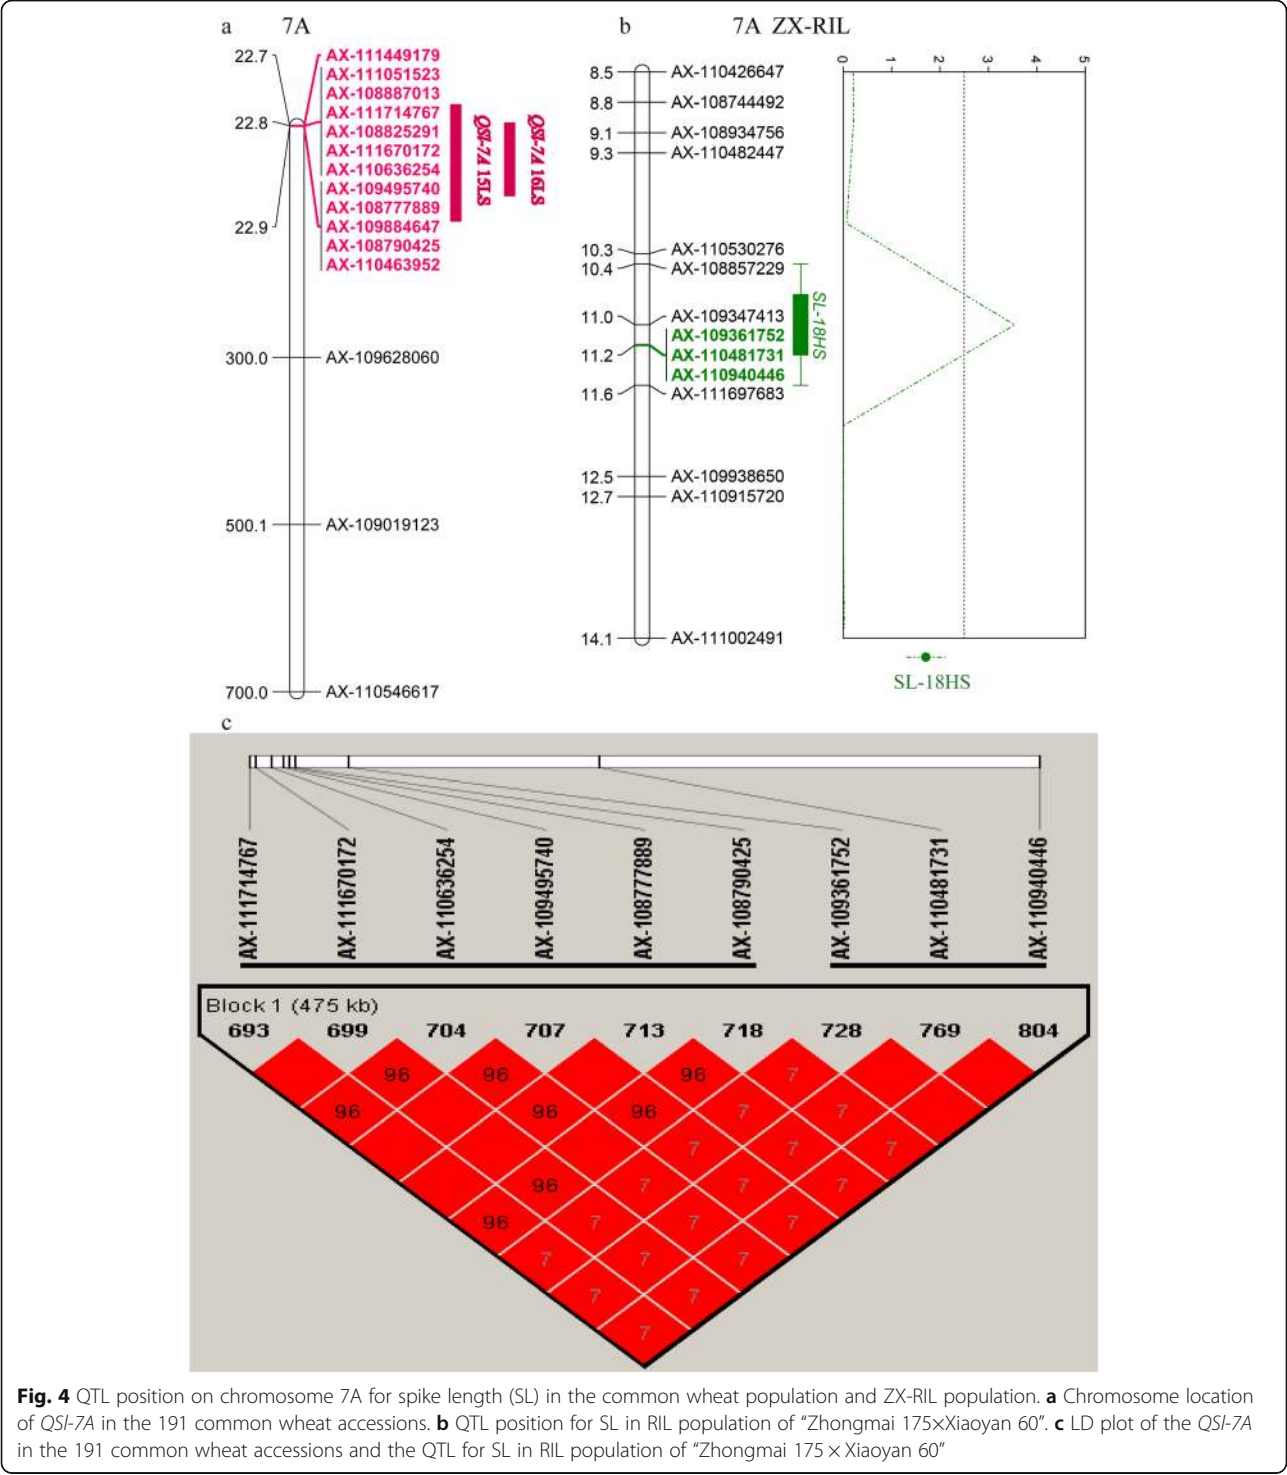 a 7A
22.7 AX-111449179
AX-111051523
AX-108887013
AX-111714767
22.8 AX-108825291
AX-111670172
AX-110636254
AX-109495740
AX-108777889
22.9 AX-109884647
AX-108790425
AX-110463952
QSl-7A 15LS
QSl-7A 16LS
300.0 AX-109628060
500.1 AX-109019123
700.0 AX-110546617
b 7A ZX-RIL
8.5 AX-110426647
8.8 AX-108744492
9.1 AX-108934756
9.3 AX-110482447
10.3 AX-110530276
10.4 AX-108857229
11.0 AX-109347413
AX-109361752
11.2 AX-110481731
AX-110940446
11.6 AX-111697683
12.5 AX-109938650
12.7 AX-110915720
14.1 AX-111002491
SL-18HS
0 1 2 3 4 5
SL-18HS
c
AX-111714767 AX-111670172 AX-110636254 AX-109495740 AX-108777889 AX-108790425 AX-109361752 AX-110481731 AX-110940446
Block 1 (475 kb)
693 699 704 707 713 718 728 769 804
96 96 96 7
96 96 96 7 7
7 7 7
96 7 7 7
96 7 7 7
7 7 7
7 7
7
Fig. 4 QTL position on chromosome 7A for spike length (SL) in the common wheat population and ZX-RIL population. a Chromosome location
of QSl-7A in the 191 common wheat accessions. b QTL position for SL in RIL population of “Zhongmai 175×Xiaoyan 60”. c LD plot of the QSl-7A
in the 191 common wheat accessions and the QTL for SL in RIL population of “Zhongmai 175 × Xiaoyan 60”